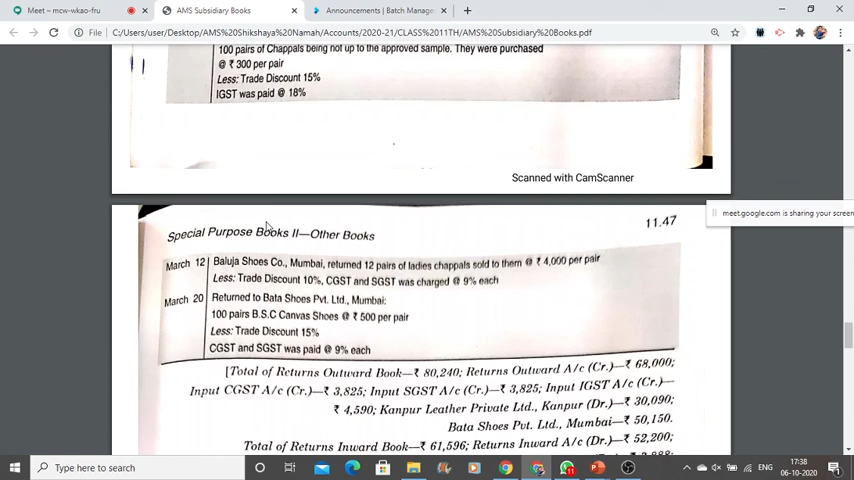 Meet – mcw-wkao-fru
AMS Subsidiary Books
Announcements | Batch Manage
File | C:/Users/user/Desktop/AMS%20Shikshaya%20Namah/Accounts/2020-21/CLASS%2011TH/AMS%20Subsidiary%20Books.pdf
100 pairs of Chappals being not up to the approved sample. They were purchased
@ ₹ 300 per pair
Less: Trade Discount 15%
IGST was paid @ 18%
Scanned with CamScanner
meet.google.com is sharing your screen
Special Purpose Books II—Other Books 11.47
March 12 Baluja Shoes Co., Mumbai, returned 12 pairs of ladies chappals sold to them @ ₹ 4,000 per pair
Less: Trade Discount 10%, CGST and SGST was charged @ 9% each
March 20 Returned to Bata Shoes Pvt. Ltd., Mumbai:
100 pairs B.S.C Canvas Shoes @ ₹ 500 per pair
Less: Trade Discount 15%
CGST and SGST was paid @ 9% each
[Total of Returns Outward Book—₹ 80,240; Returns Outward A/c (Cr.)—₹ 68,000;
Input CGST A/c (Cr.)—₹ 3,825; Input SGST A/c (Cr.)—₹ 3,825; Input IGST A/c (Cr.)—
₹ 4,590; Kanpur Leather Private Ltd., Kanpur (Dr.)—₹ 30,090;
Bata Shoes Pvt. Ltd., Mumbai—₹ 50,150.
Total of Returns Inward Book—₹ 61,596; Returns Inward A/c (Dr.)—₹ 52,200;
Type here to search
ENG
17:38
06-10-2020